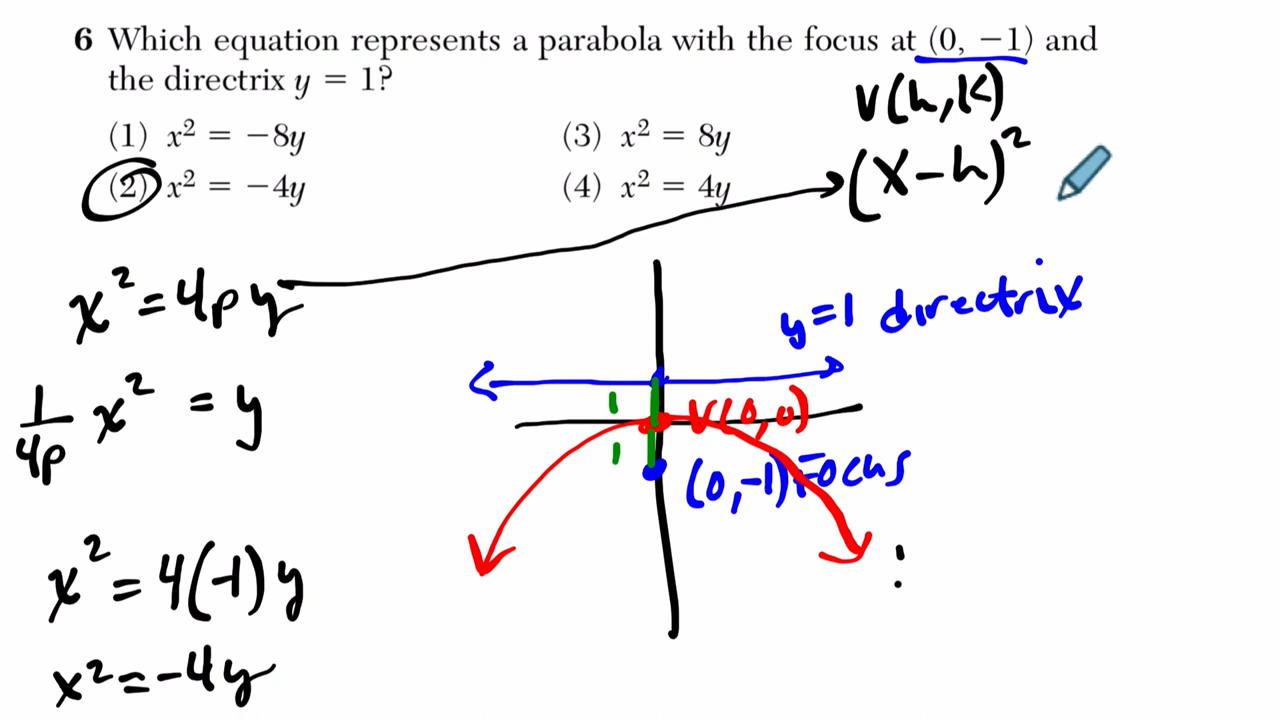 6 Which equation represents a parabola with the focus at (0, −1) and
the directrix y = 1?
(1) x² = −8y
(3) x² = 8y
(2) x² = −4y
(4) x² = 4y
V(h,k)
(x−h)²
x²=4py
y=1 directrix
1/4p x² = y
1
V(0,0)
1
(0,−1) Focus
x²=4(−1)y
x²=−4y